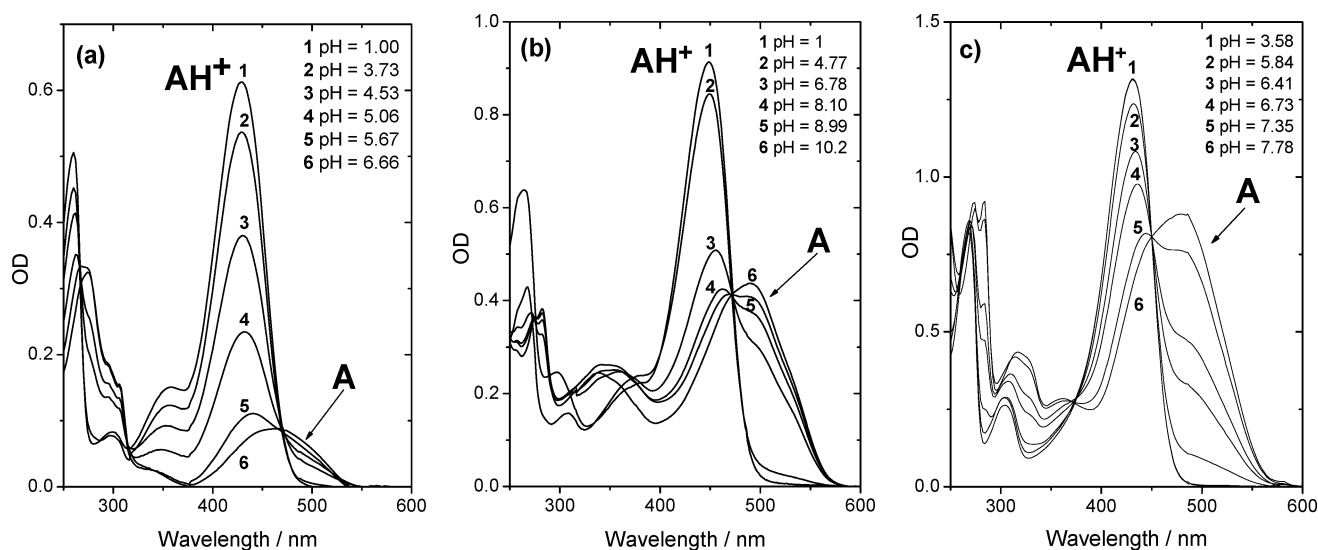 (a)
AH+
1 pH = 1.00
2 pH = 3.73
3 pH = 4.53
4 pH = 5.06
5 pH = 5.67
6 pH = 6.66
1
2
3
4
5
6
A
OD
0.6
0.4
0.2
0.0
300 400 500 600
Wavelength / nm
(b)
AH+
1 pH = 1
2 pH = 4.77
3 pH = 6.78
4 pH = 8.10
5 pH = 8.99
6 pH = 10.2
1
2
3
4
6
5
A
OD
1.0
0.8
0.6
0.4
0.2
0.0
300 400 500 600
Wavelength / nm
c)
AH+
1 pH = 3.58
2 pH = 5.84
3 pH = 6.41
4 pH = 6.73
5 pH = 7.35
6 pH = 7.78
1
2
3
4
5
6
A
OD
1.5
1.0
0.5
0.0
300 400 500 600
Wavelength / nm